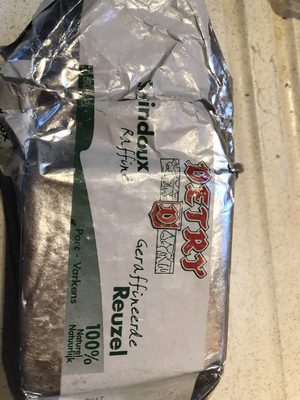 Saindoux
Raffiné
DETRY
D
Geraffineerde
Reuzel
Porc - Varkens
100%
Naturel
Natuurlijk